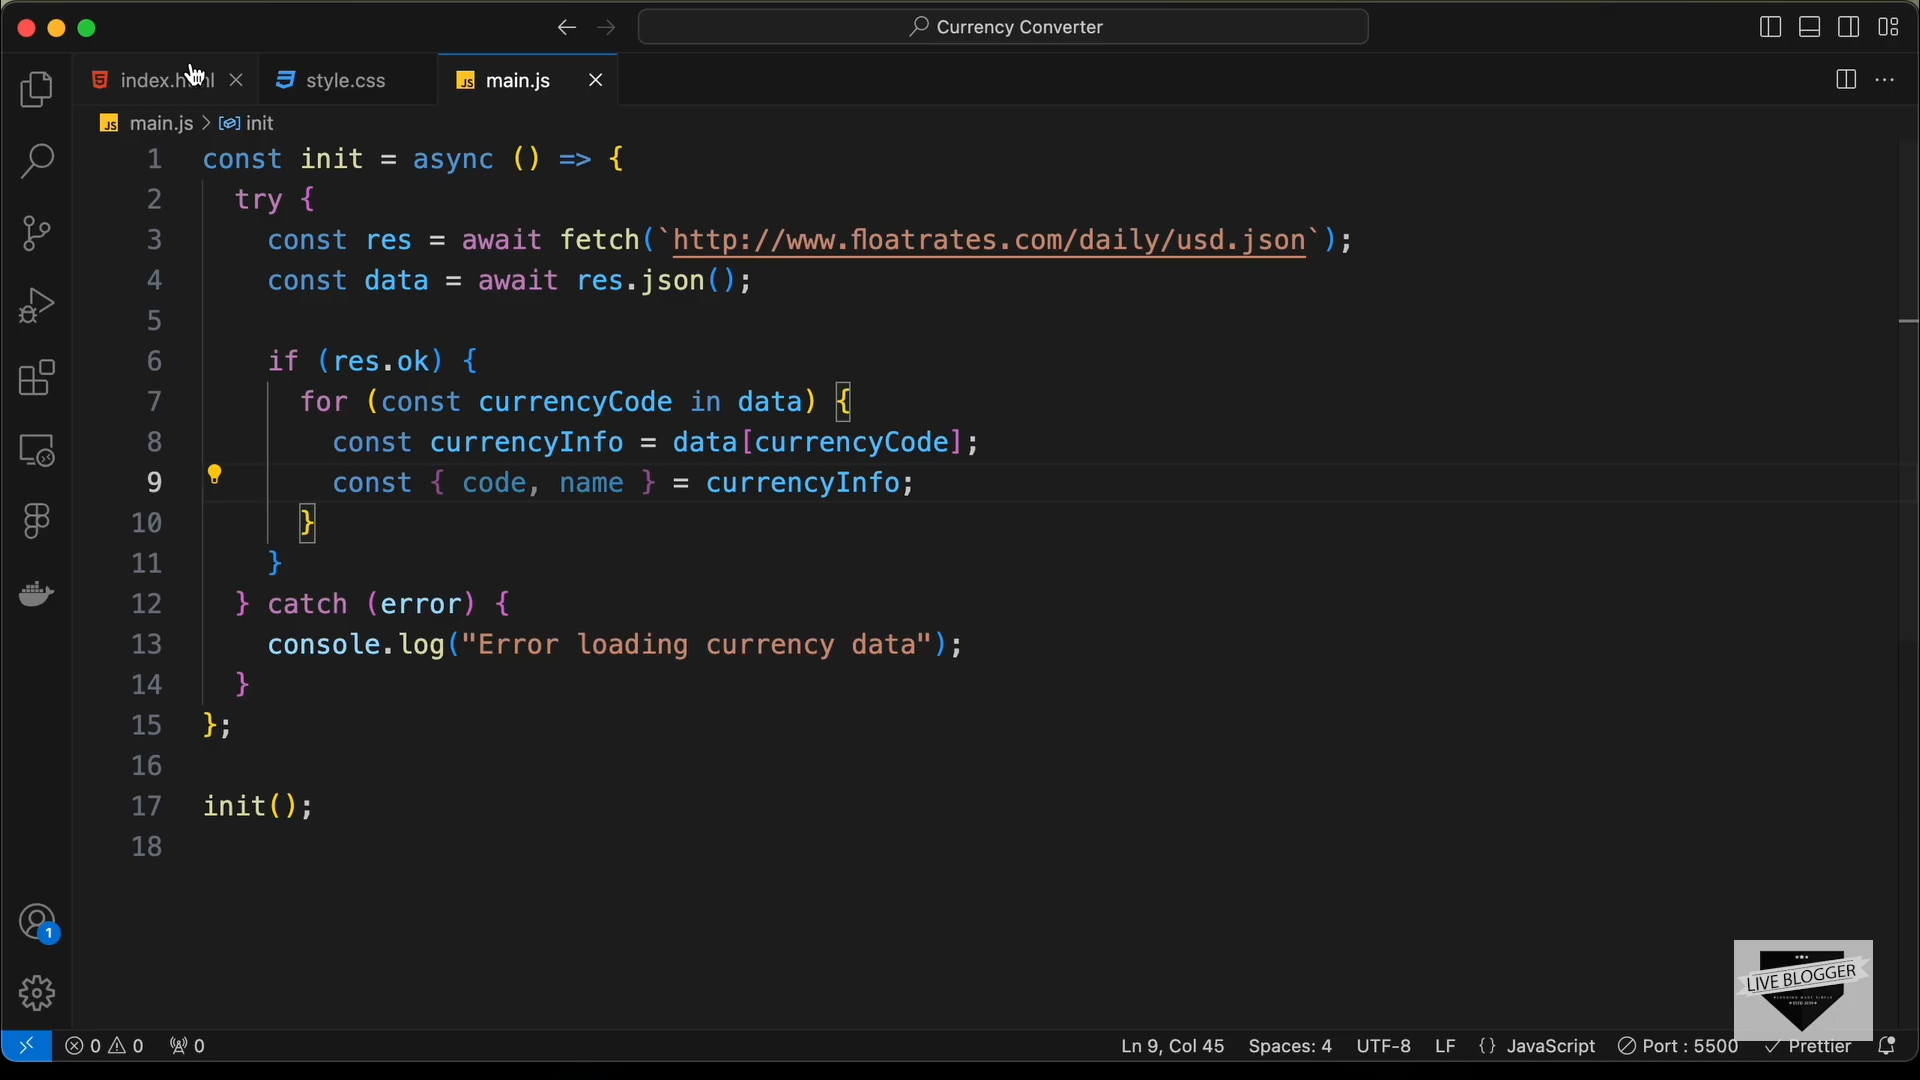 Currency Converter
index.html
style.css
main.js
main.js > init
1 const init = async () => {
2 try {
3 const res = await fetch(`http://www.floatrates.com/daily/usd.json`);
4 const data = await res.json();
5
6 if (res.ok) {
7 for (const currencyCode in data) {
8 const currencyInfo = data[currencyCode];
9 const { code, name } = currencyInfo;
10 }
11 }
12 } catch (error) {
13 console.log("Error loading currency data");
14 }
15 };
16
17 init();
18
1
LIVE BLOGGER
0 0 0 Ln 9, Col 45 Spaces: 4 UTF-8 LF {} JavaScript Port : 5500 Prettier